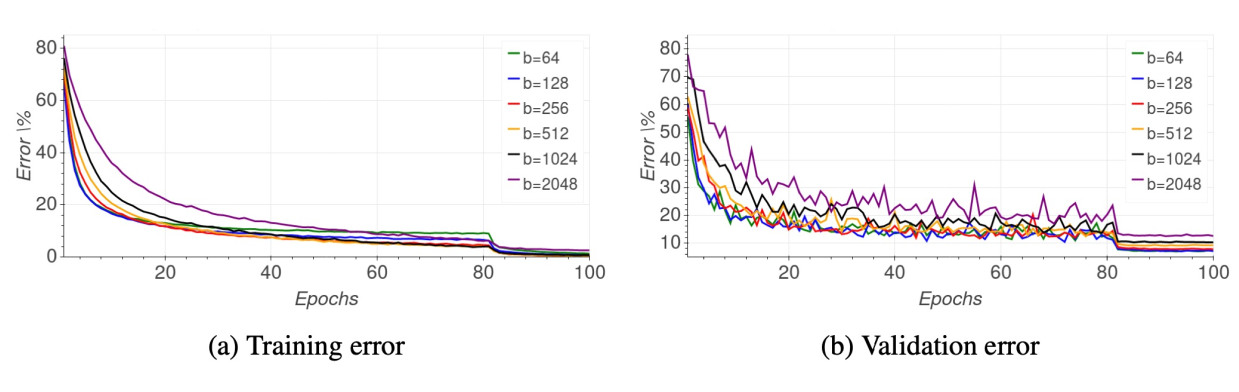 80
60
40
20
0
Error \%
20
40
60
80
100
Epochs
b=64
b=128
b=256
b=512
b=1024
b=2048
(a) Training error
80
70
60
50
40
30
20
10
Error \%
20
40
60
80
100
Epochs
b=64
b=128
b=256
b=512
b=1024
b=2048
(b) Validation error